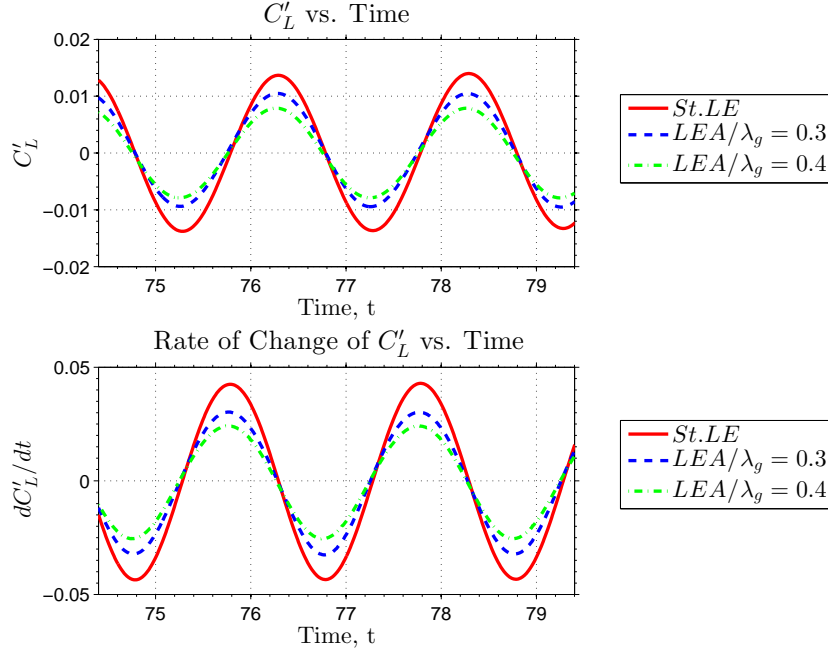 C′_L vs. Time
0.02
0.01
0
−0.01
−0.02
C′_L
75 76 77 78 79
Time, t
St.LE
LEA/λ_g = 0.3
LEA/λ_g = 0.4
Rate of Change of C′_L vs. Time
0.05
0
−0.05
dC′_L/dt
75 76 77 78 79
Time, t
St.LE
LEA/λ_g = 0.3
LEA/λ_g = 0.4